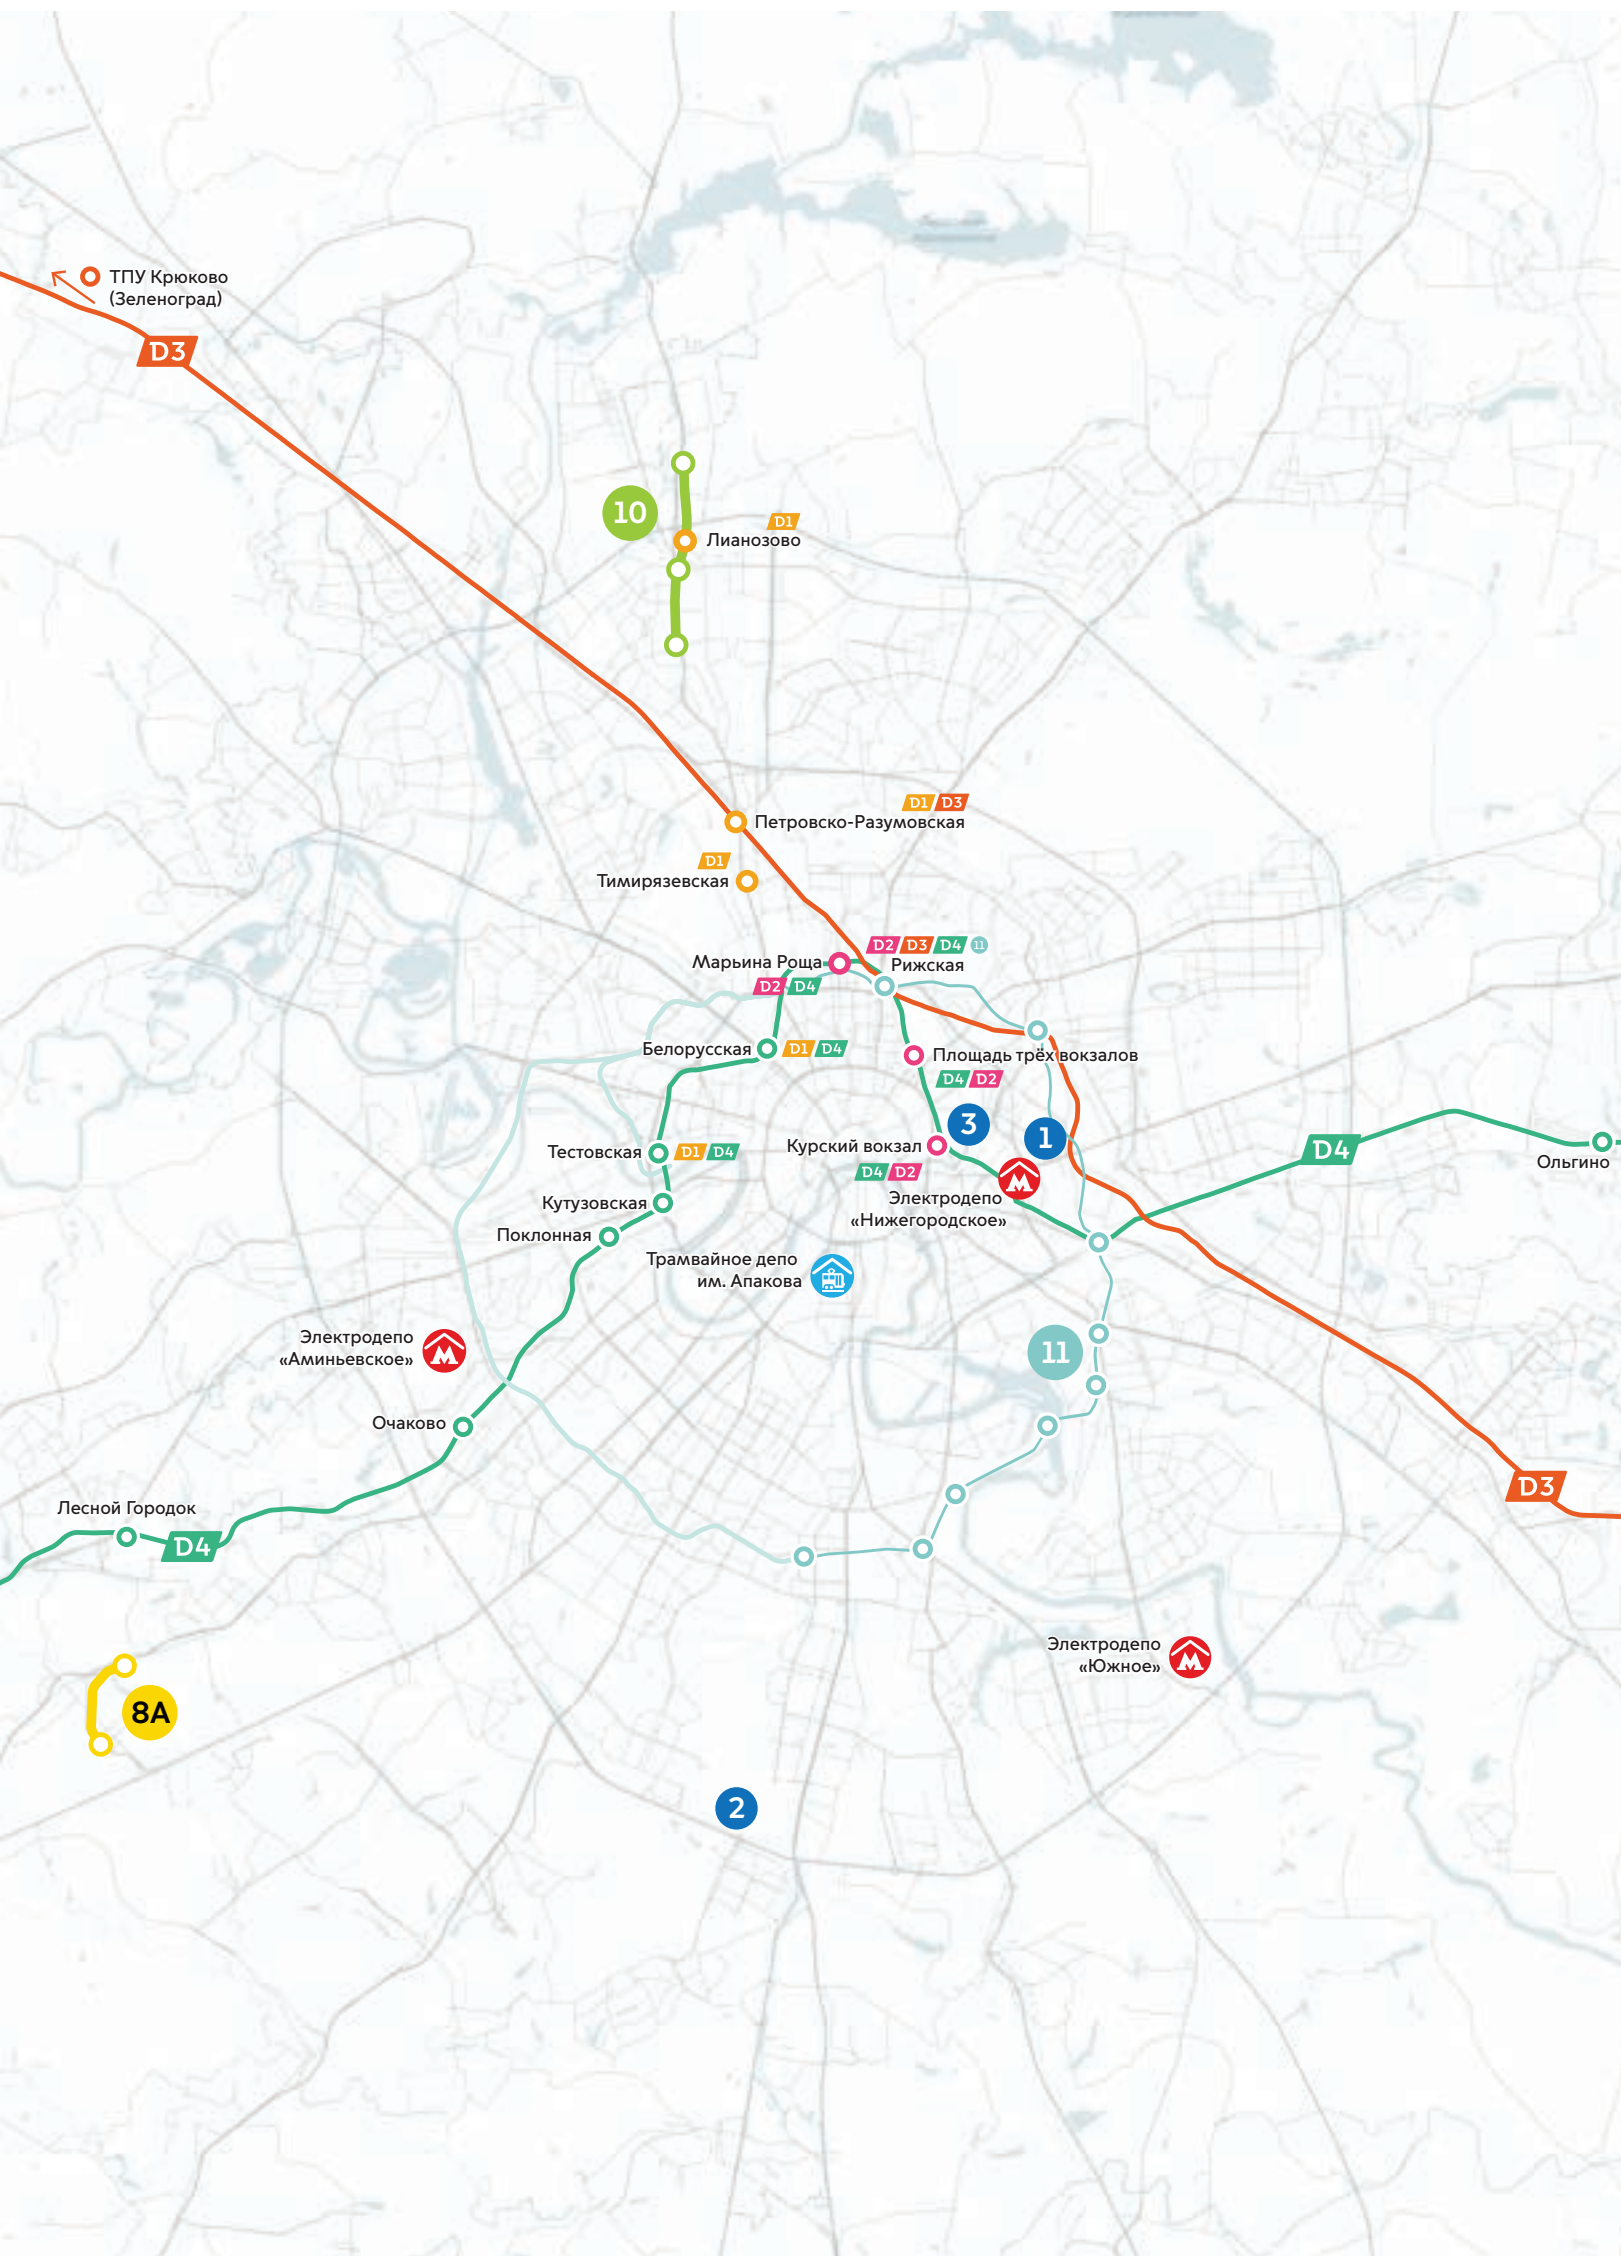 ТПУ Крюково
(Зеленоград)
D3
10
D1
Лианозово
D1 D3
Петровско-Разумовская
D1
Тимирязевская
D2 D3 D4 11
Марьина Роща
Рижская
D2 D4
Белорусская
D1 D4
Площадь трёх вокзалов
D4 D2
3
1
Курский вокзал
D4 D2
Тестовская
D1 D4
D4
Ольгино
Электродепо
«Нижегородское»
Кутузовская
Поклонная
Трамвайное депо
им. Апакова
Электродепо
«Аминьевское»
11
Очаково
D3
Лесной Городок
D4
Электродепо
«Южное»
8А
2